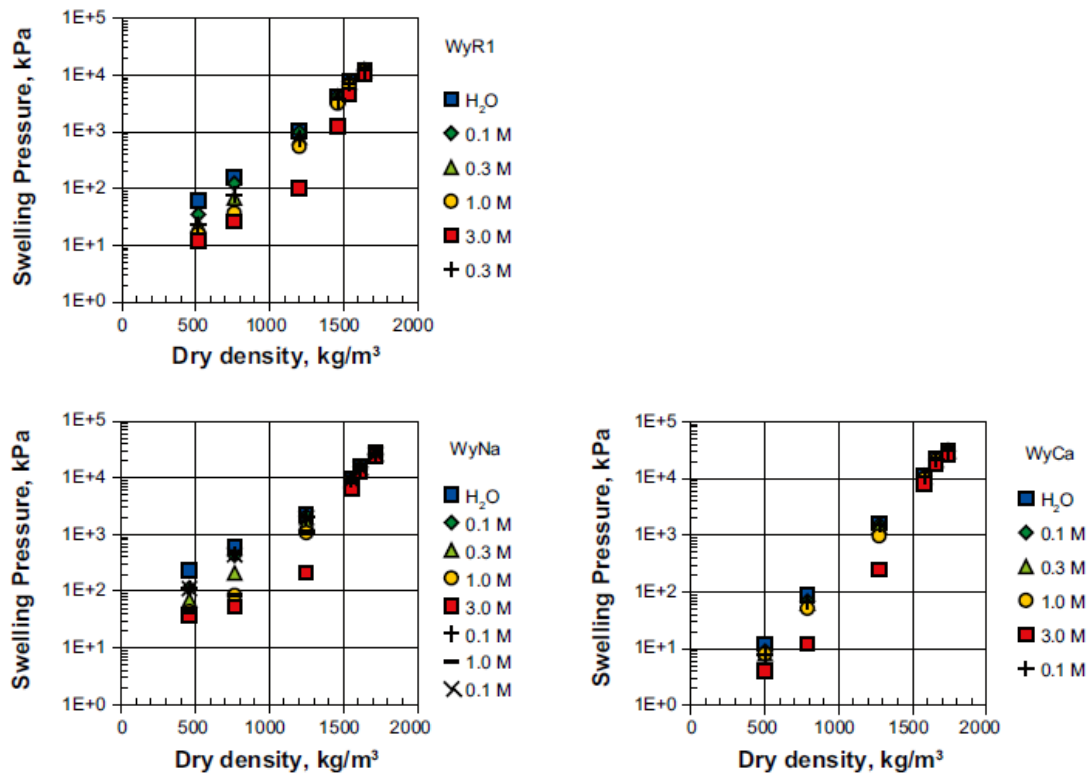 Swelling Pressure, kPa
1E+5
1E+4
1E+3
1E+2
1E+1
1E+0
0 500 1000 1500 2000
Dry density, kg/m³
WyR1
H₂O
0.1 M
0.3 M
1.0 M
3.0 M
0.3 M
Swelling Pressure, kPa
1E+5
1E+4
1E+3
1E+2
1E+1
1E+0
0 500 1000 1500 2000
Dry density, kg/m³
WyNa
H₂O
0.1 M
0.3 M
1.0 M
3.0 M
0.1 M
1.0 M
0.1 M
Swelling Pressure, kPa
1E+5
1E+4
1E+3
1E+2
1E+1
1E+0
0 500 1000 1500 2000
Dry density, kg/m³
WyCa
H₂O
0.1 M
0.3 M
1.0 M
3.0 M
0.1 M